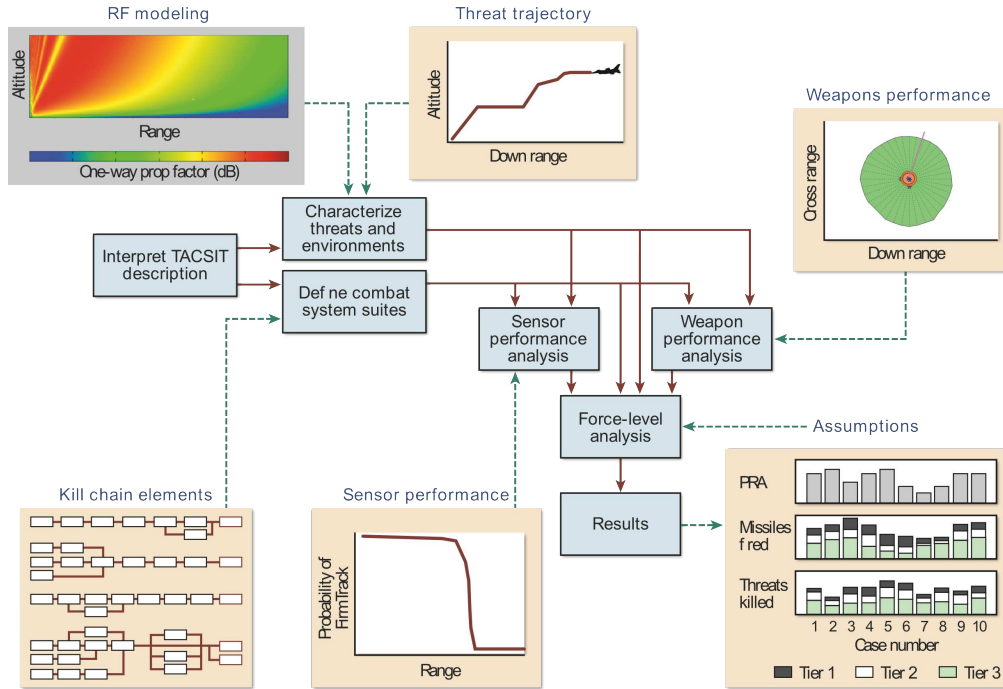 RF modeling
Altitude
Range
One-way prop factor (dB)
Threat trajectory
Altitude
Down range
Weapons performance
Cross range
Down range
Characterize
threats and
environments
Interpret TACSIT
description
Def ne combat
system suites
Sensor
performance
analysis
Weapon
performance
analysis
Force-level
analysis
Assumptions
Results
Kill chain elements
Sensor performance
Probability of
FirmTrack
Range
PRA
Missiles
f red
Threats
killed
1 2 3 4 5 6 7 8 9 10
Case number
Tier 1 Tier 2 Tier 3